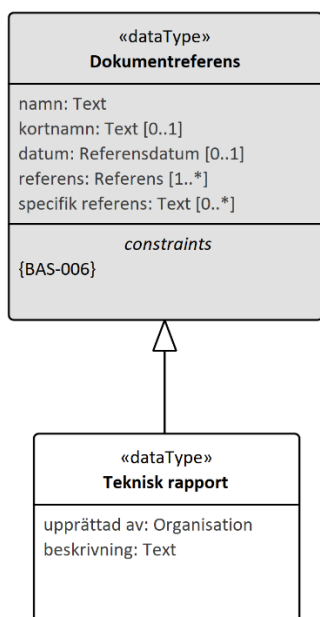 «dataType»
Dokumentreferens
namn: Text
kortnamn: Text [0..1]
datum: Referensdatum [0..1]
referens: Referens [1..*]
specifik referens: Text [0..*]
constraints
{BAS-006}
«dataType»
Teknisk rapport
upprättad av: Organisation
beskrivning: Text